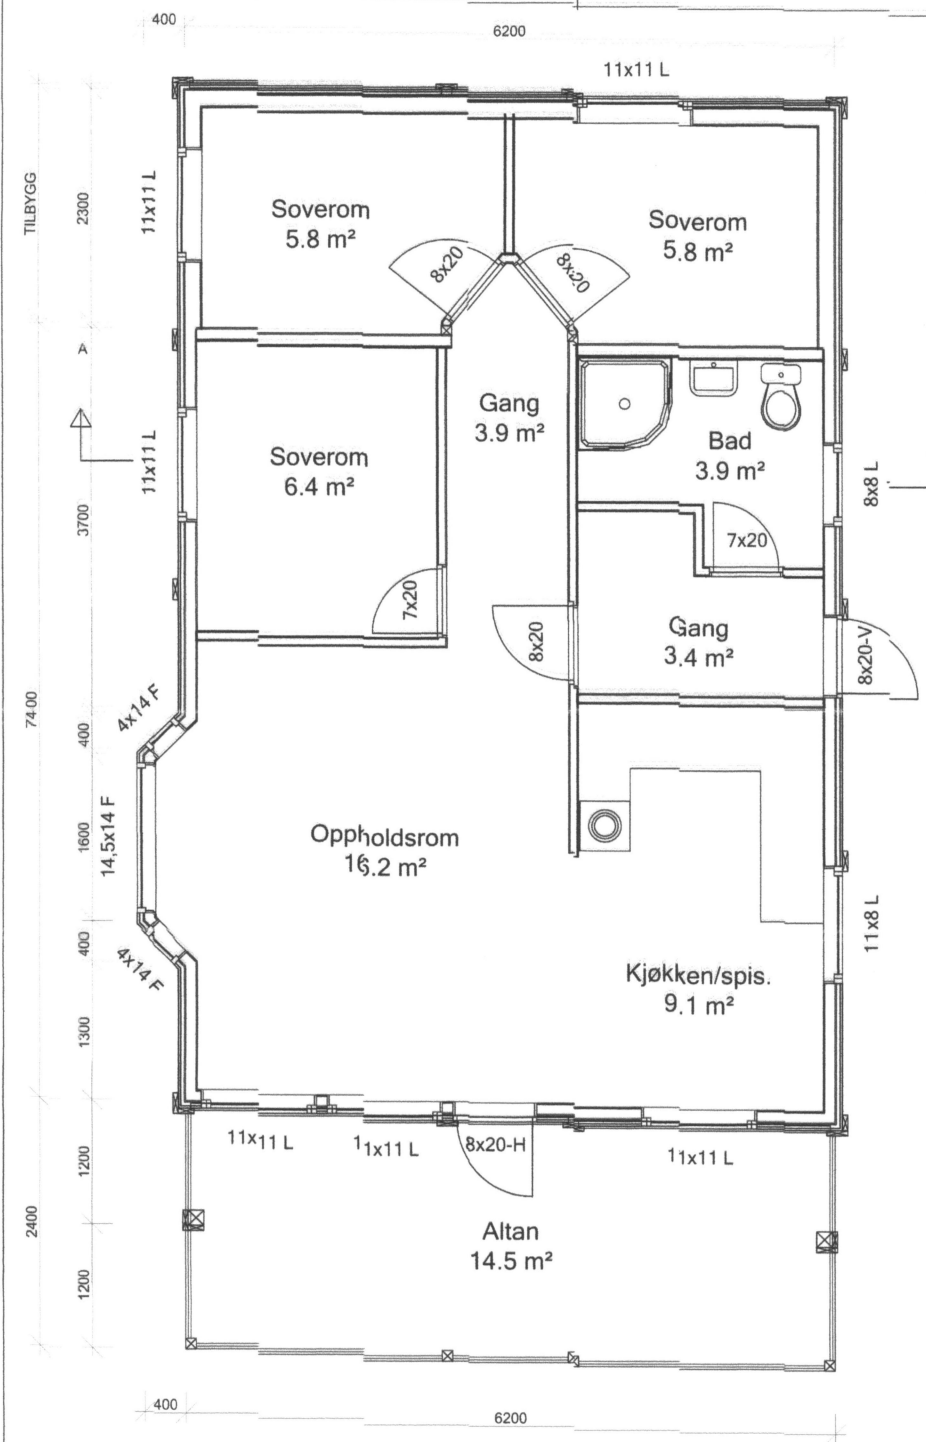 400
6200
11x11 L
TILBYGG
2300
11x11 L
Soverom
5.8 m²
Soverom
5.8 m²
8x20
8x20
A
Gang
3.9 m²
Bad
3.9 m²
Soverom
6.4 m²
11x11 L
8x8 L
3700
7x20
7x20
8x20
Gang
3.4 m²
8x20-V
7400
4x14 F
400
1600
14,5x14 F
Oppholdsrom
16.2 m²
11x8 L
400
4x14 F
Kjøkken/spis.
9.1 m²
1300
11x11 L
11x11 L
8x20-H
11x11 L
1200
2400
Altan
14.5 m²
1200
400
6200